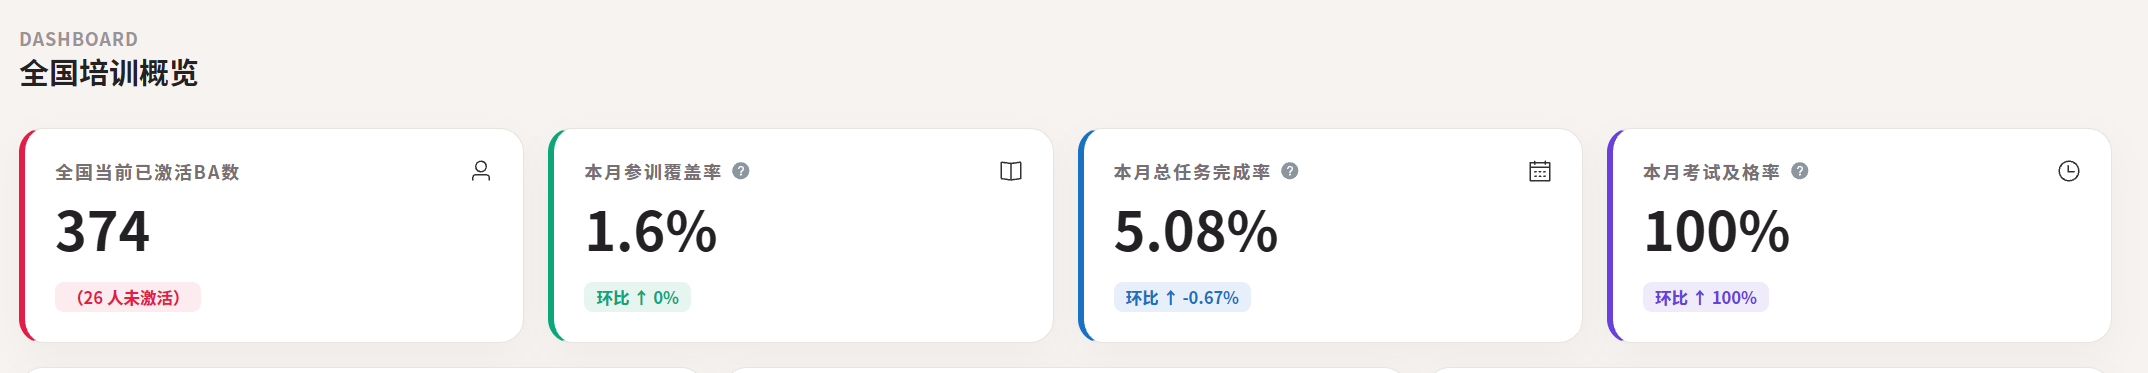 DASHBOARD
全国培训概览
全国当前已激活BA数
374
（26 人未激活）
本月参训覆盖率 ?
1.6%
环比 ↑ 0%
本月总任务完成率 ?
5.08%
环比 ↑ -0.67%
本月考试及格率 ?
100%
环比 ↑ 100%